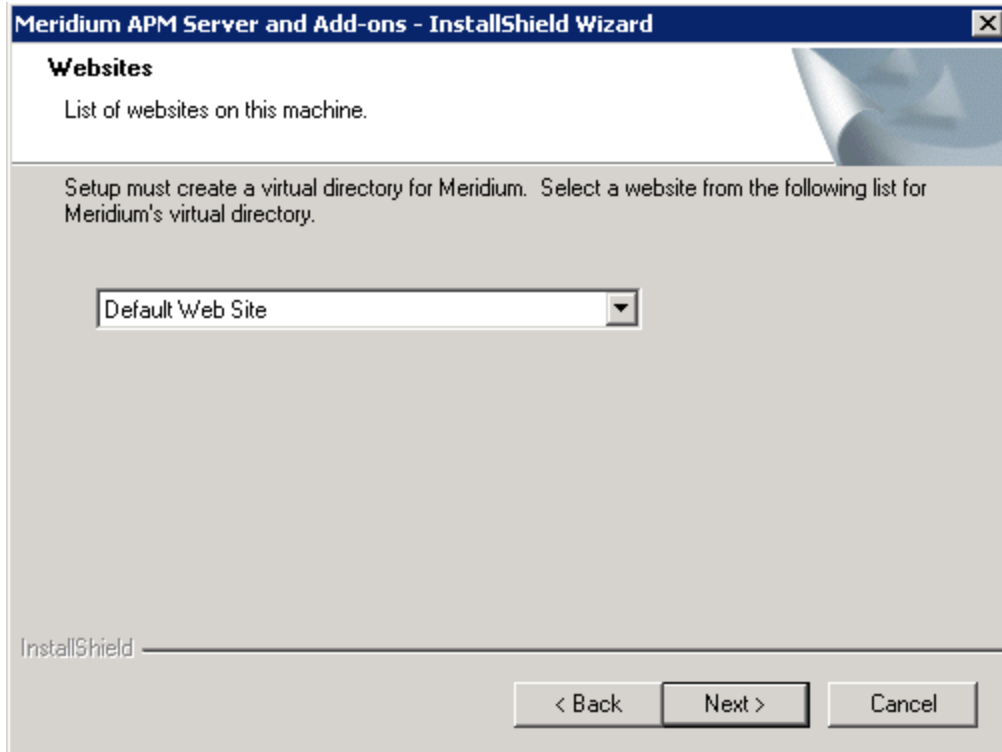 Meridium APM Server and Add-ons - InstallShield Wizard
Websites
List of websites on this machine.
Setup must create a virtual directory for Meridium.  Select a website from the following list for
Meridium's virtual directory.
Default Web Site
InstallShield
< Back
Next >
Cancel